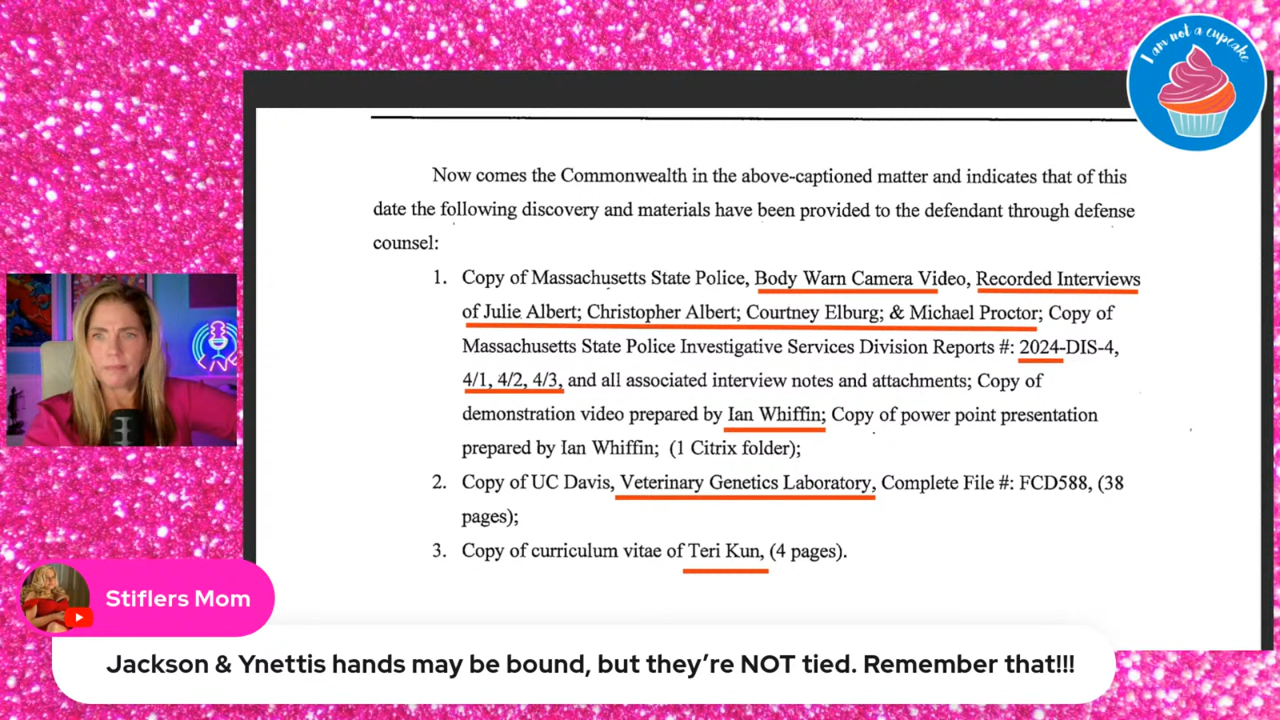 I am not a cupcake
Now comes the Commonwealth in the above-captioned matter and indicates that of this
date the following discovery and materials have been provided to the defendant through defense
counsel:
1. Copy of Massachusetts State Police, Body Warn Camera Video, Recorded Interviews
of Julie Albert; Christopher Albert; Courtney Elburg; & Michael Proctor; Copy of
Massachusetts State Police Investigative Services Division Reports #: 2024-DIS-4,
4/1, 4/2, 4/3, and all associated interview notes and attachments; Copy of
demonstration video prepared by Ian Whiffin; Copy of power point presentation
prepared by Ian Whiffin; (1 Citrix folder);
2. Copy of UC Davis, Veterinary Genetics Laboratory, Complete File #: FCD588, (38
pages);
3. Copy of curriculum vitae of Teri Kun, (4 pages).
Stiflers Mom
Jackson & Ynettis hands may be bound, but they’re NOT tied. Remember that!!!